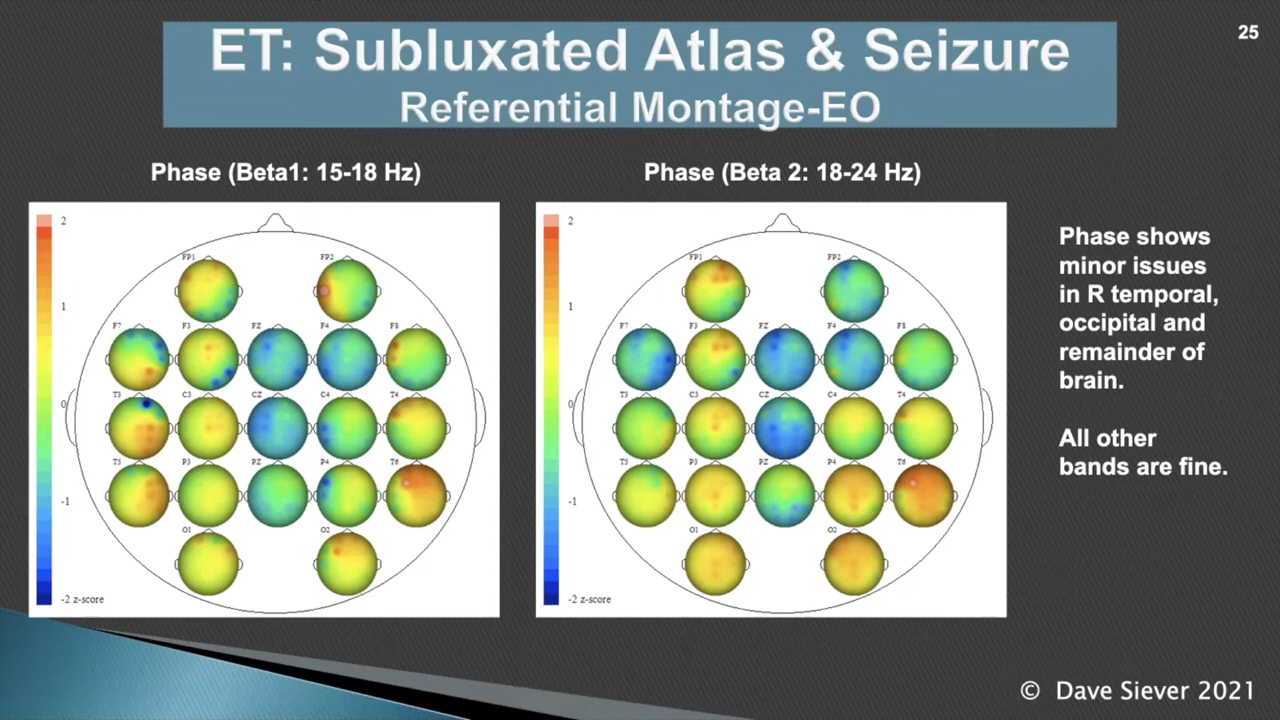 25
ET: Subluxated Atlas & Seizure
Referential Montage-EO
Phase (Beta1: 15-18 Hz)
2
1
0
-1
-2 z-score
FP1 FP2
F7 F3 FZ F4 F8
T3 C3 CZ C4 T4
T5 P3 PZ P4 T6
O1 O2
Phase (Beta 2: 18-24 Hz)
2
1
0
-1
-2 z-score
FP1 FP2
F7 F3 FZ F4 F8
T3 C3 CZ C4 T4
T5 P3 PZ P4 T6
O1 O2
Phase shows
minor issues
in R temporal,
occipital and
remainder of
brain.
All other
bands are fine.
© Dave Siever 2021